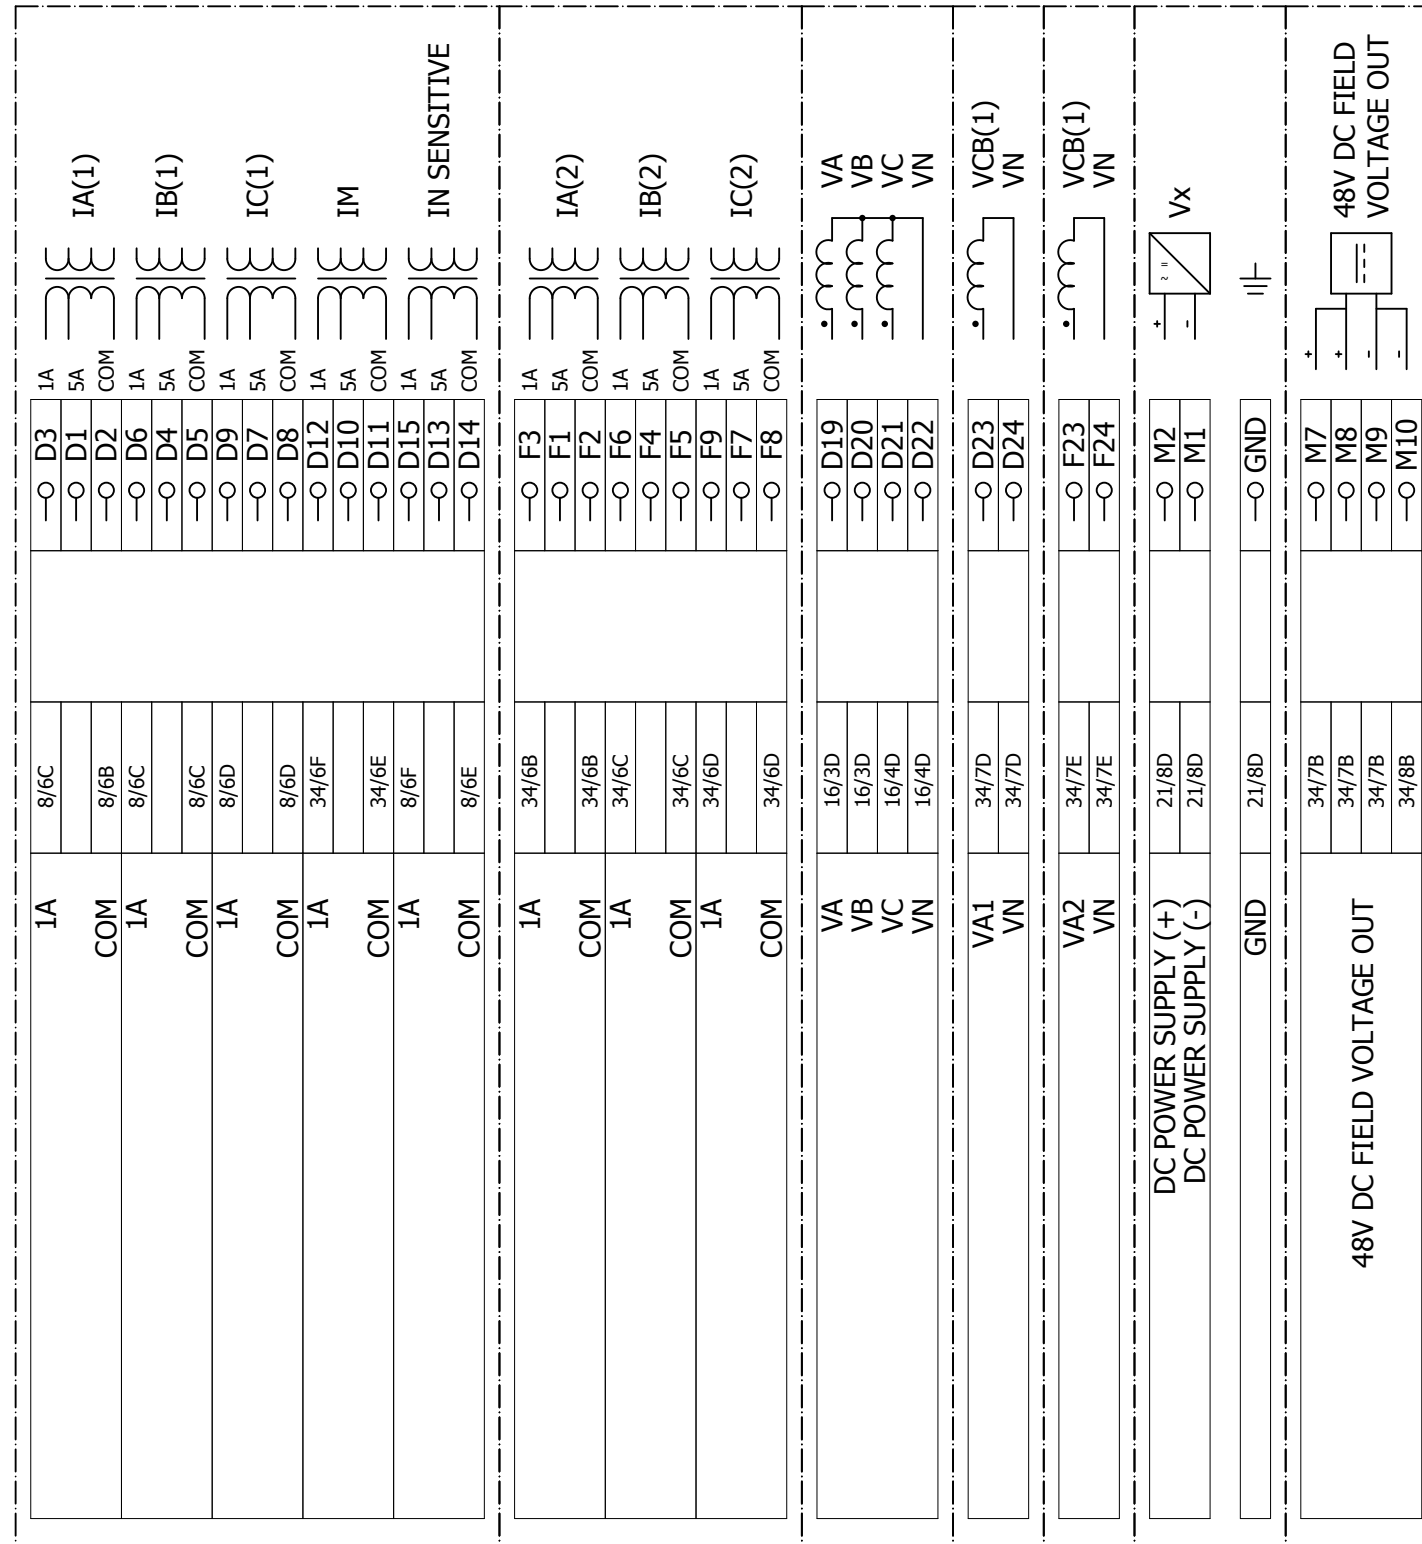 IA(1)
IB(1)
IC(1)
IM
IN SENSITIVE
1A
5A
COM
1A
5A
COM
1A
5A
COM
1A
5A
COM
1A
5A
COM
D3
D1
D2
D6
D4
D5
D9
D7
D8
D12
D10
D11
D15
D13
D14
8/6C
8/6B
8/6C
8/6C
8/6D
8/6D
34/6F
34/6E
8/6F
8/6E
1A
COM
1A
COM
1A
COM
1A
COM
1A
COM
IA(2)
IB(2)
IC(2)
1A
5A
COM
1A
5A
COM
1A
5A
COM
F3
F1
F2
F6
F4
F5
F9
F7
F8
34/6B
34/6B
34/6C
34/6C
34/6D
34/6D
1A
COM
1A
COM
1A
COM
VA
VB
VC
VN
D19
D20
D21
D22
16/3D
16/3D
16/4D
16/4D
VA
VB
VC
VN
VCB(1)
VN
D23
D24
34/7D
34/7D
VA1
VN
VCB(1)
VN
F23
F24
34/7E
34/7E
VA2
VN
Vx
+
-
M2
M1
21/8D
21/8D
DC POWER SUPPLY (+)
DC POWER SUPPLY (-)
GND
21/8D
GND
48V DC FIELD
VOLTAGE OUT
+
+
-
-
M7
M8
M9
M10
34/7B
34/7B
34/7B
34/8B
48V DC FIELD VOLTAGE OUT